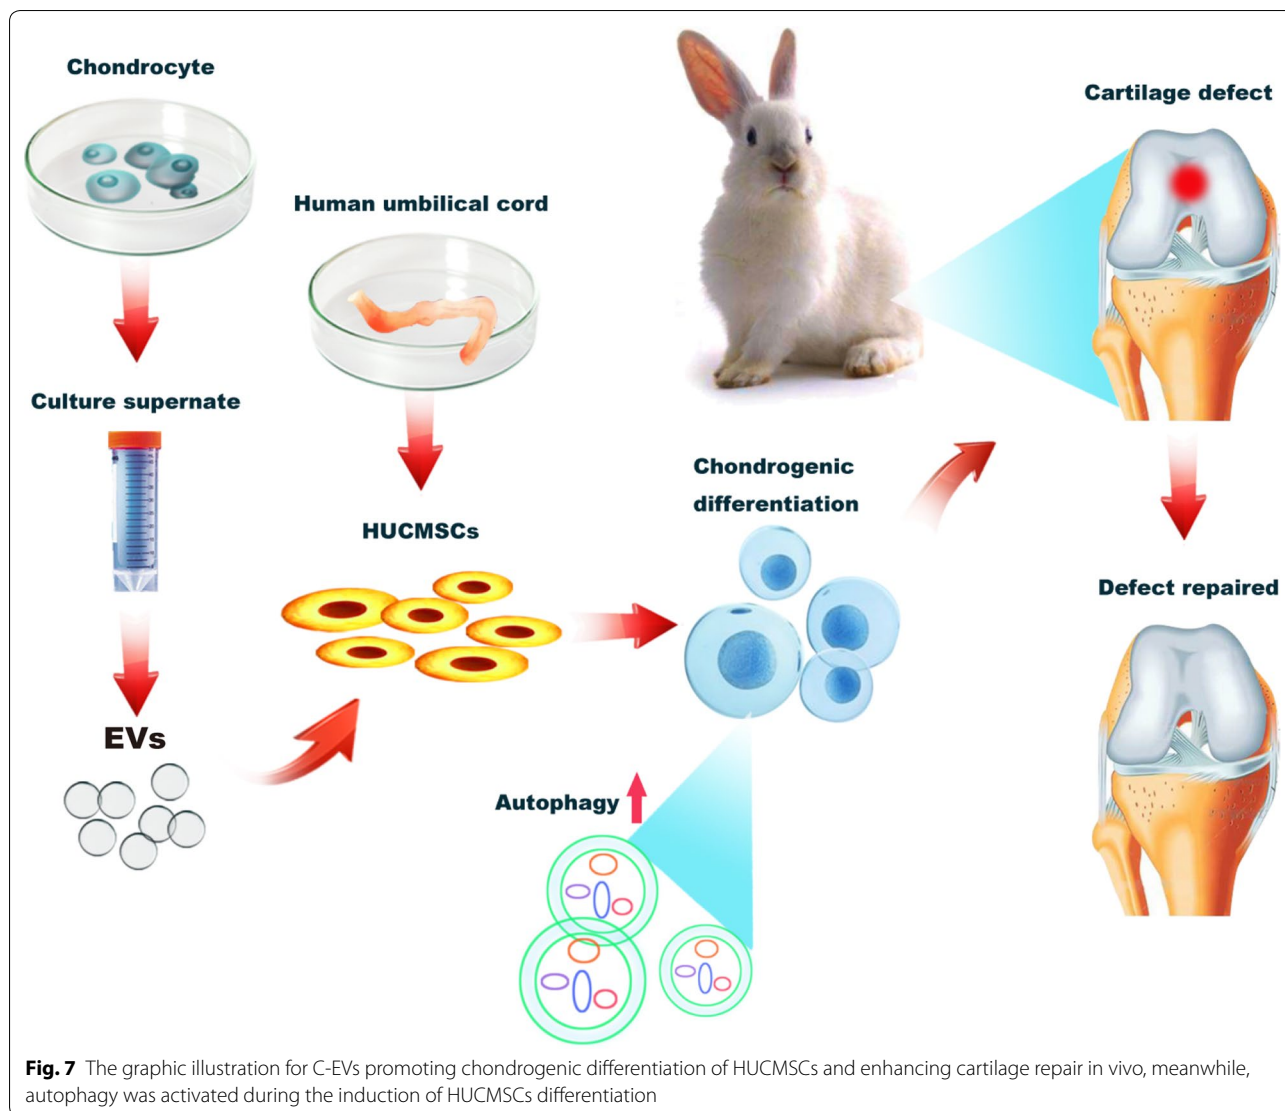 Chondrocyte
Culture supernate
EVs
Human umbilical cord
HUCMSCs
Chondrogenic
differentiation
Autophagy
Cartilage defect
Defect repaired
Fig. 7 The graphic illustration for C-EVs promoting chondrogenic differentiation of HUCMSCs and enhancing cartilage repair in vivo, meanwhile,
autophagy was activated during the induction of HUCMSCs differentiation